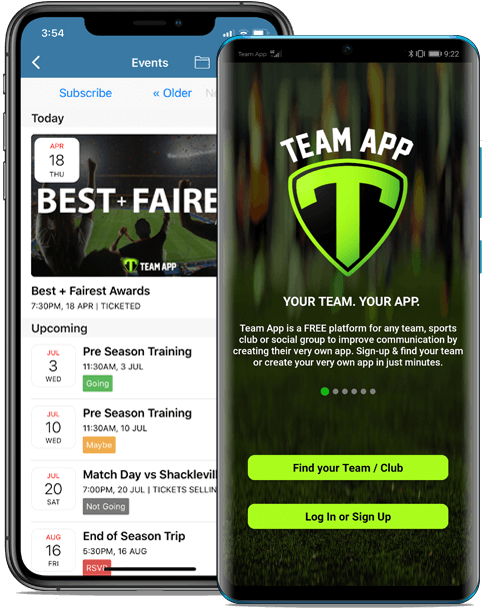 3:54
Events
Subscribe
« Older
Today
APR
18
THU
BEST+FAIRE
TEAM APP
Best + Fairest Awards
7:30PM, 18 APR | TICKETED
Upcoming
JUL
3
WED
Pre Season Training
11:30AM, 3 JUL
Going
JUL
10
WED
Pre Season Training
11:30AM, 10 JUL
Maybe
JUL
20
SAT
Match Day vs Shacklevill
7:00PM, 20 JUL | TICKETS SELLIN
Not Going
AUG
16
FRI
End of Season Trip
5:30PM, 16 AUG
RSVP
Team App
9:22
TEAM APP
T
YOUR TEAM. YOUR APP.
Team App is a FREE platform for any team, sports
club or social group to improve communication by
creating their very own app. Sign-up & find your team
or create your very own app in just minutes.
Find your Team / Club
Log In or Sign Up